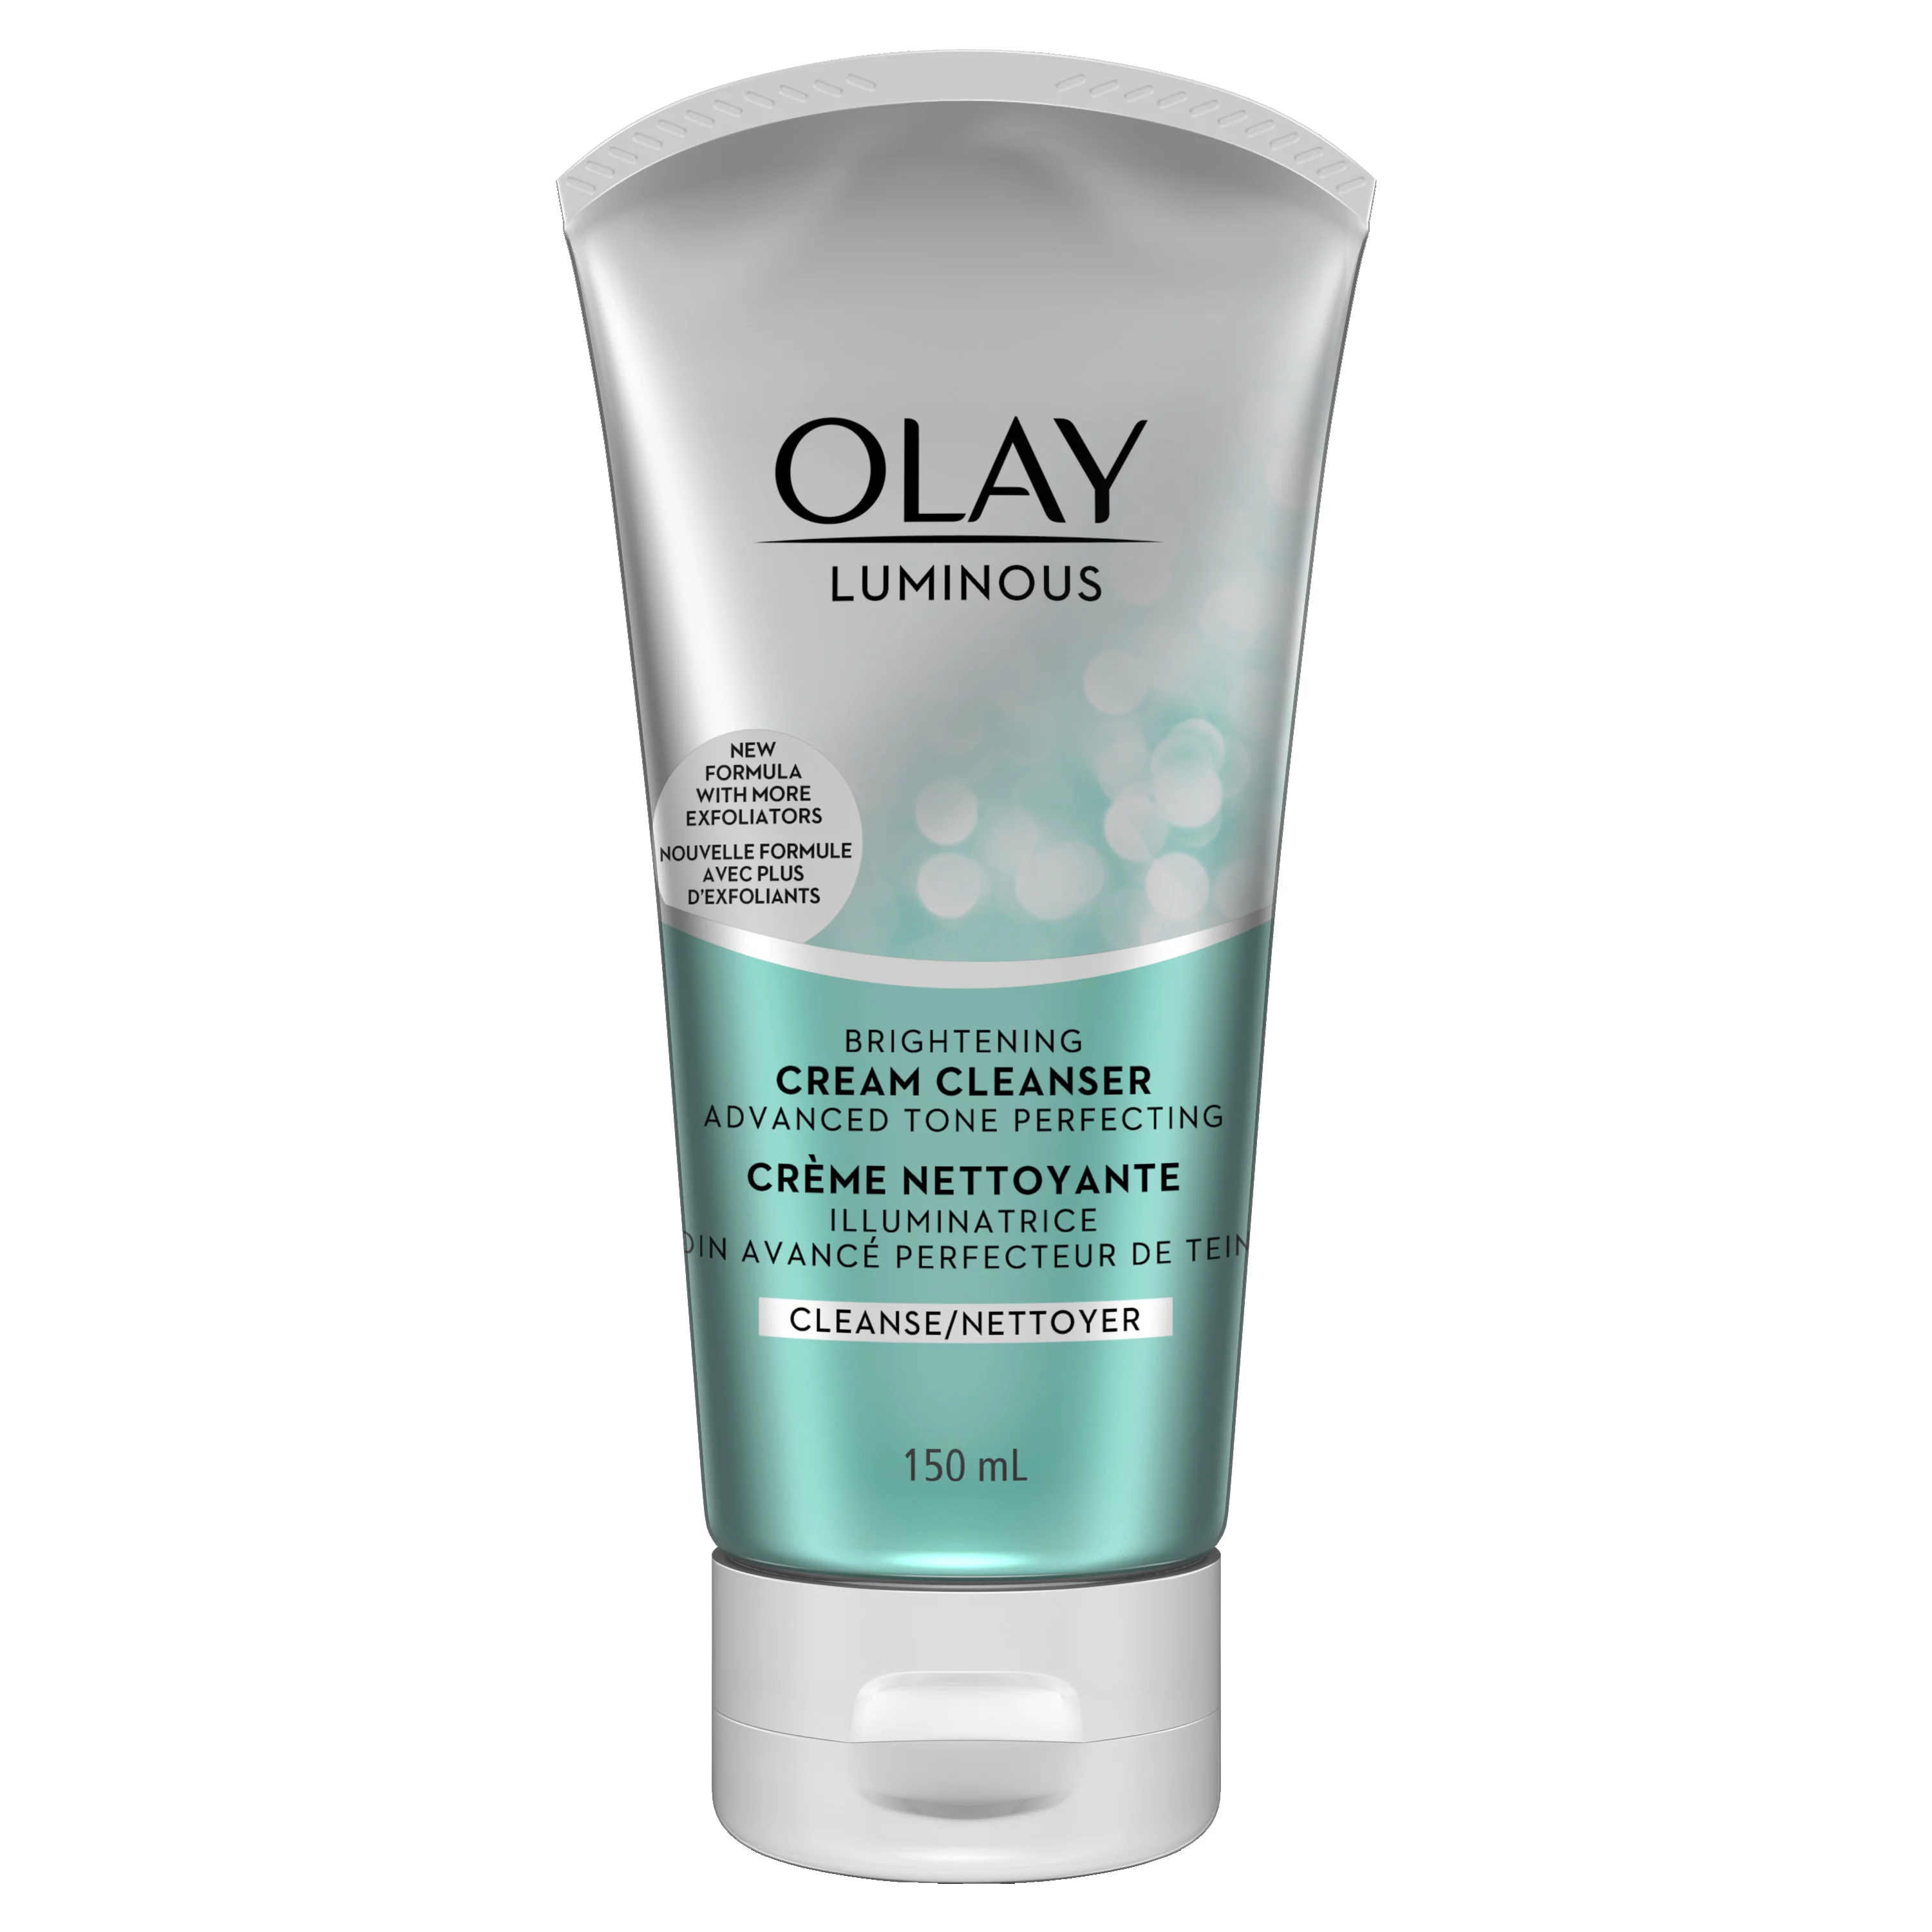 OLAY
LUMINOUS
NEW
FORMULA
WITH MORE
EXFOLIATORS
NOUVELLE FORMULE
AVEC PLUS
D'EXFOLIANTS
BRIGHTENING
CREAM CLEANSER
ADVANCED TONE PERFECTING
CRÈME NETTOYANTE
ILLUMINATRICE
AVANCÉ PERFECTEUR DE
CLEANSE/NETTOYER
150 mL